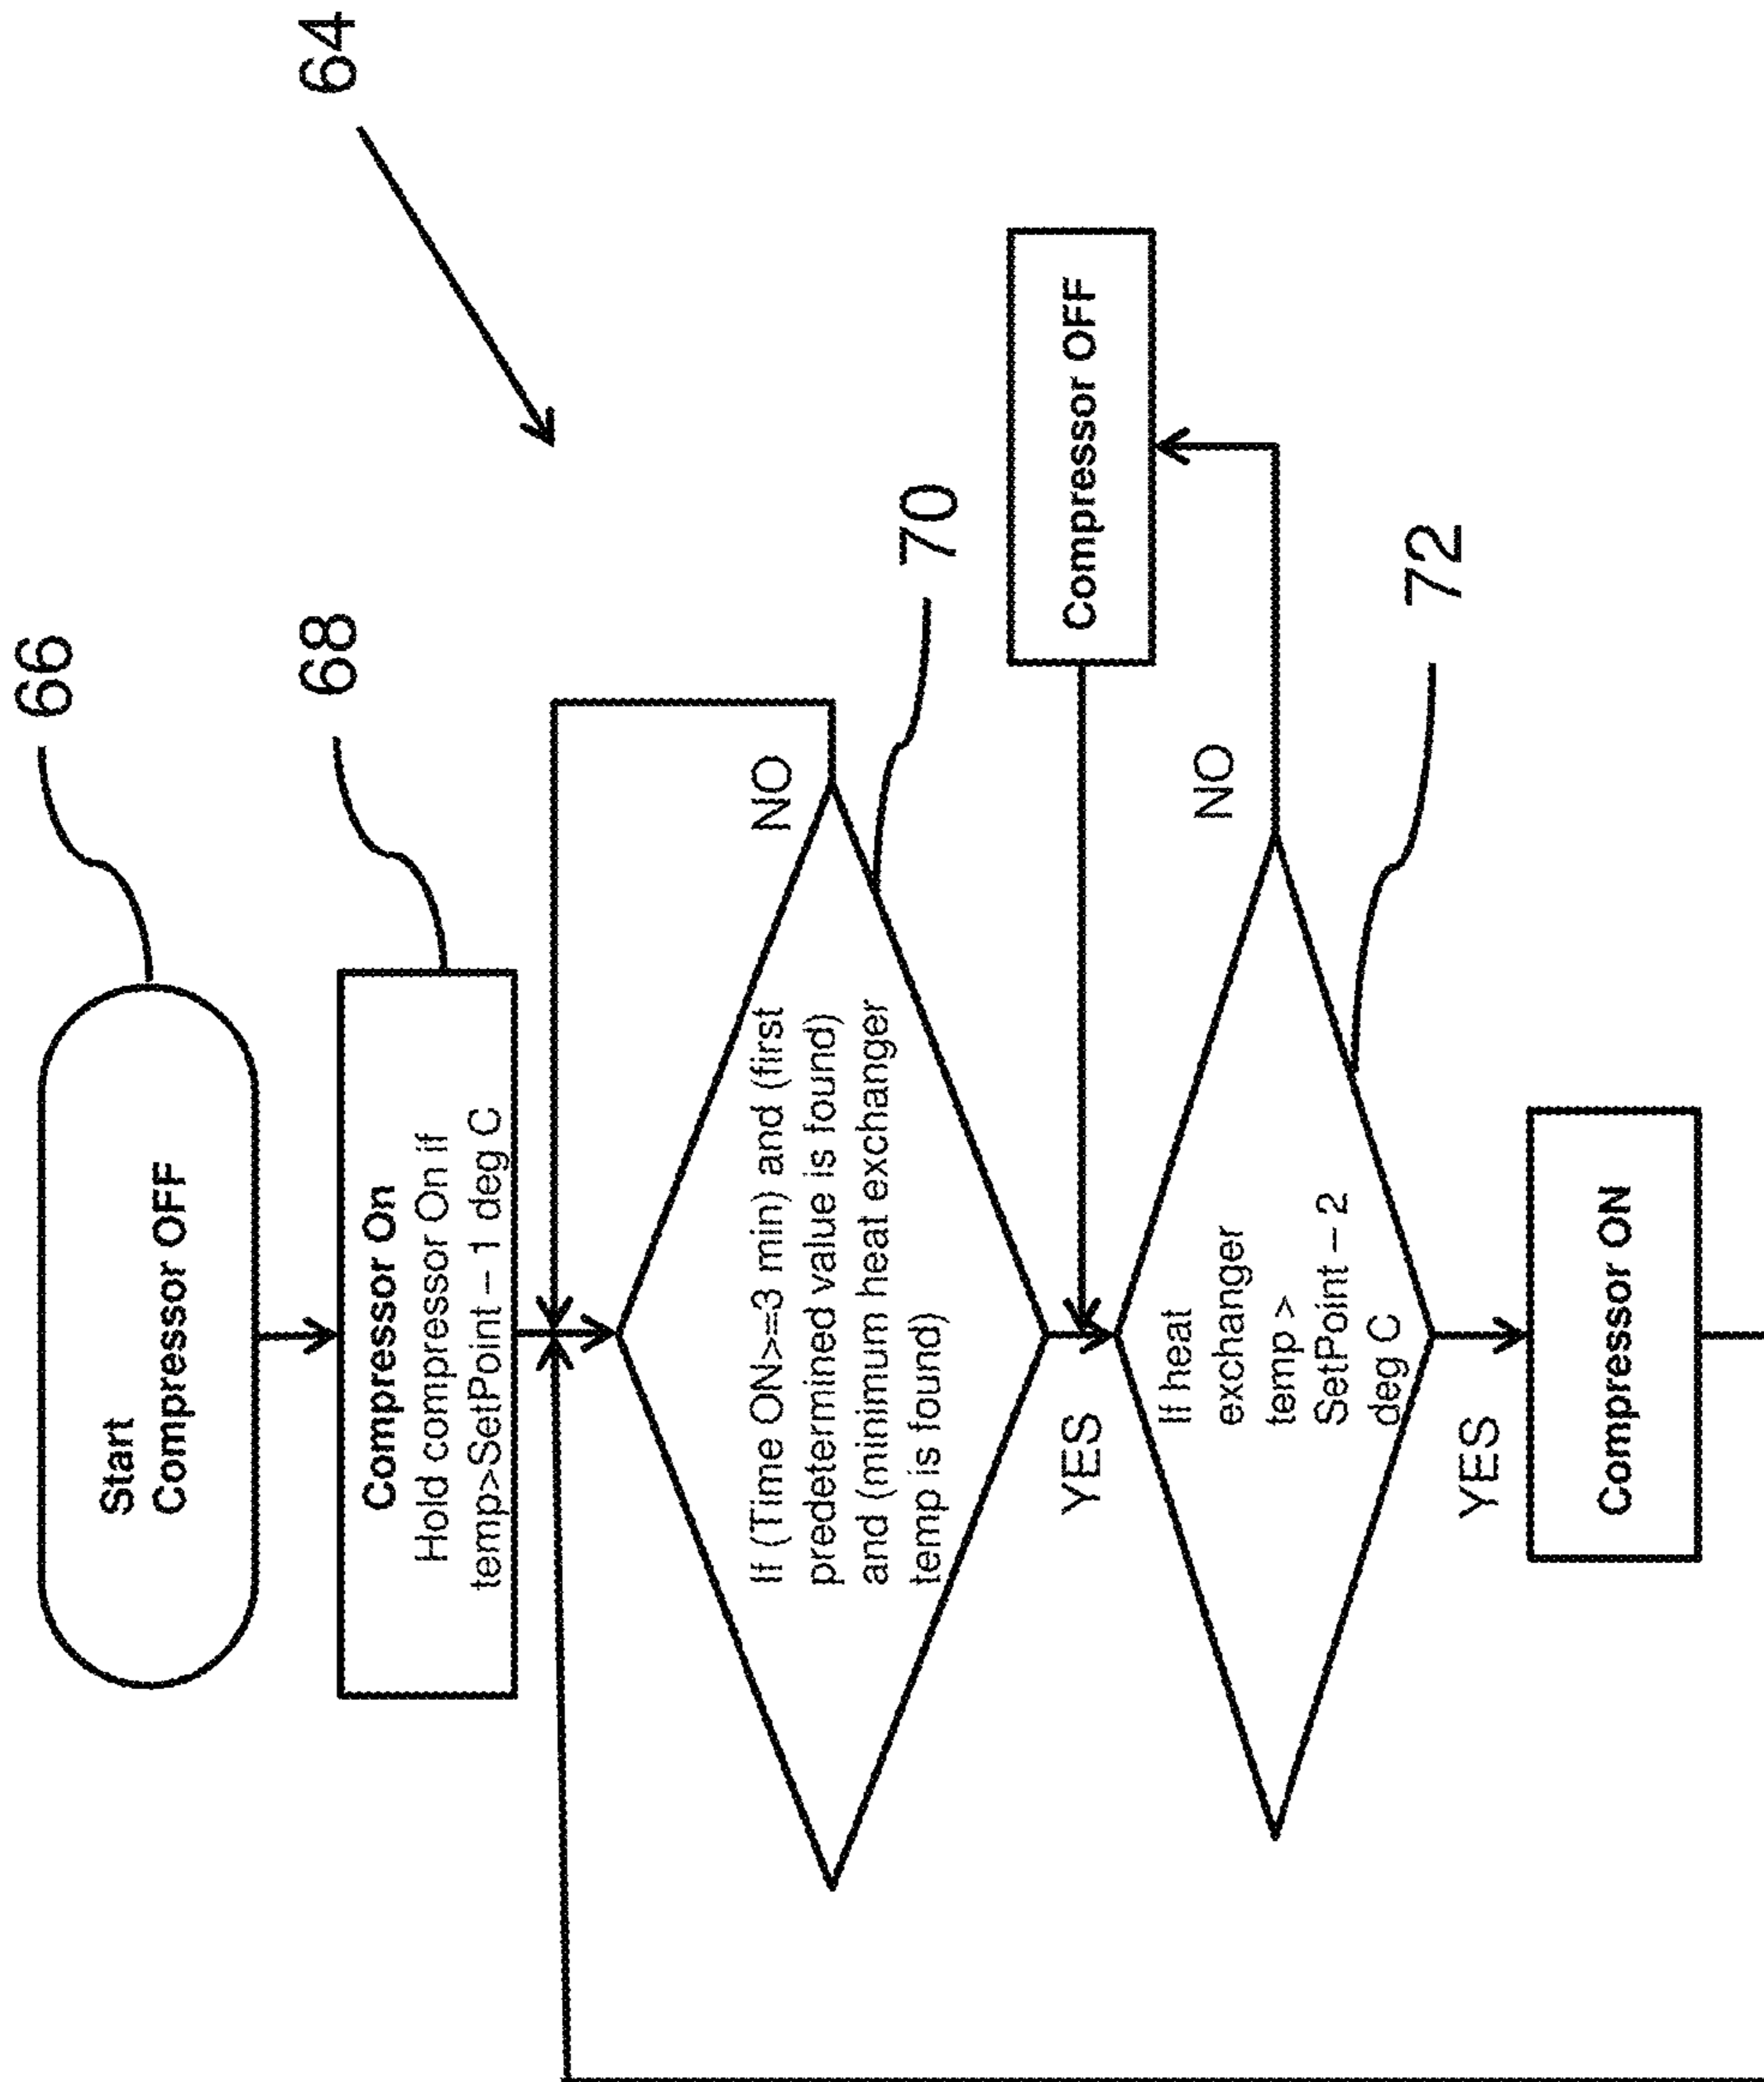 64
66
Start
Compressor OFF
68
Compressor On
Hold compressor On if
temp>SetPoint – 1 deg C
If (Time ON>=3 min) and (first
predetermined value is found)
and (minimum heat exchanger
temp is found)
NO
70
YES
Compressor OFF
If heat
exchanger
temp >
SetPoint – 2
deg C
NO
72
YES
Compressor ON